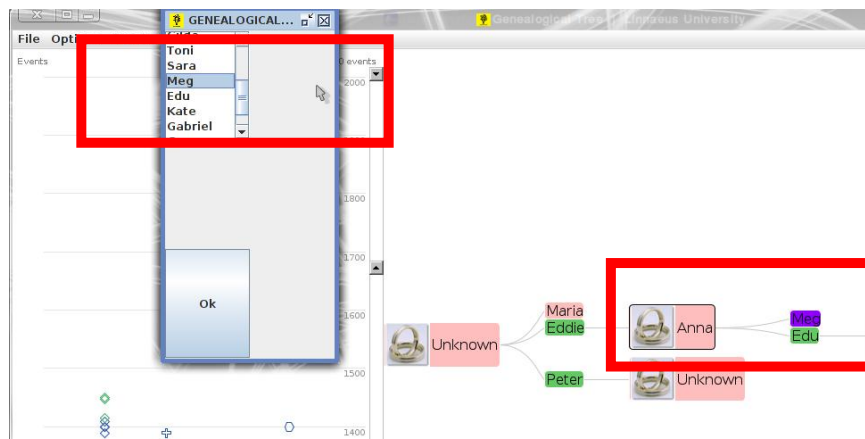 GENEALOGICAL...
Genealogical Tree - Linnaeus University
File
Toni
Sara
Meg
Edu
Kate
Gabriel
Ok
Events
events
2000
1800
1700
1600
1500
1400
Unknown
Maria
Eddie
Peter
Anna
Unknown
Meg
Edu